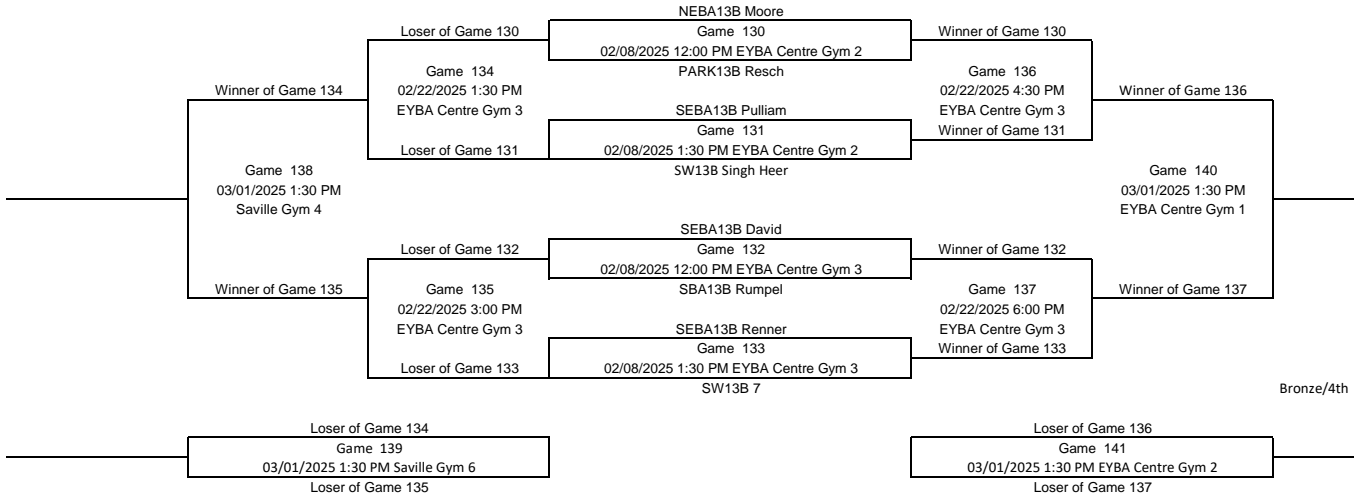 NEBA13B Moore
Loser of Game 130
Game 130
Winner of Game 130
02/08/2025 12:00 PM EYBA Centre Gym 2
Game 134
PARK13B Resch
Game 136
Winner of Game 134
02/22/2025 1:30 PM
02/22/2025 4:30 PM
Winner of Game 136
EYBA Centre Gym 3
SEBA13B Pulliam
EYBA Centre Gym 3
Game 131
Winner of Game 131
Loser of Game 131
02/08/2025 1:30 PM EYBA Centre Gym 2
Game 138
SW13B Singh Heer
Game 140
03/01/2025 1:30 PM
03/01/2025 1:30 PM
Saville Gym 4
EYBA Centre Gym 1
SEBA13B David
Loser of Game 132
Game 132
Winner of Game 132
02/08/2025 12:00 PM EYBA Centre Gym 3
Winner of Game 135
Game 135
SBA13B Rumpel
Game 137
Winner of Game 137
02/22/2025 3:00 PM
02/22/2025 6:00 PM
EYBA Centre Gym 3
SEBA13B Renner
EYBA Centre Gym 3
Game 133
Winner of Game 133
Loser of Game 133
02/08/2025 1:30 PM EYBA Centre Gym 3
SW13B 7
Bronze/4th
Loser of Game 134
Loser of Game 136
Game 139
Game 141
03/01/2025 1:30 PM Saville Gym 6
03/01/2025 1:30 PM EYBA Centre Gym 2
Loser of Game 135
Loser of Game 137